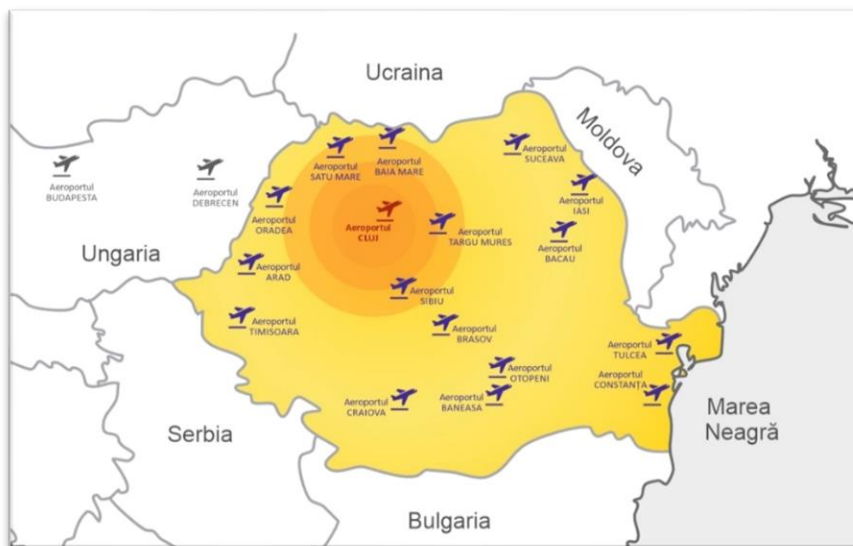 Ucraina
Moldova
Aeroportul
SUCEAVA
Aeroportul
SATU MARE
Aeroportul
BAIA MARE
Aeroportul
BUDAPESTA
Aeroportul
DEBRECEN
Aeroportul
IASI
Aeroportul
ORADEA
Aeroportul
CLUJ
Aeroportul
TARGU MURES
Aeroportul
BACAU
Ungaria
Aeroportul
ARAD
Aeroportul
SIBIU
Aeroportul
TIMISOARA
Aeroportul
BRASOV
Aeroportul
TULCEA
Aeroportul
OTOPENI
Aeroportul
CONSTANȚA
Aeroportul
BANEASA
Aeroportul
CRAIOVA
Marea
Neagră
Serbia
Bulgaria